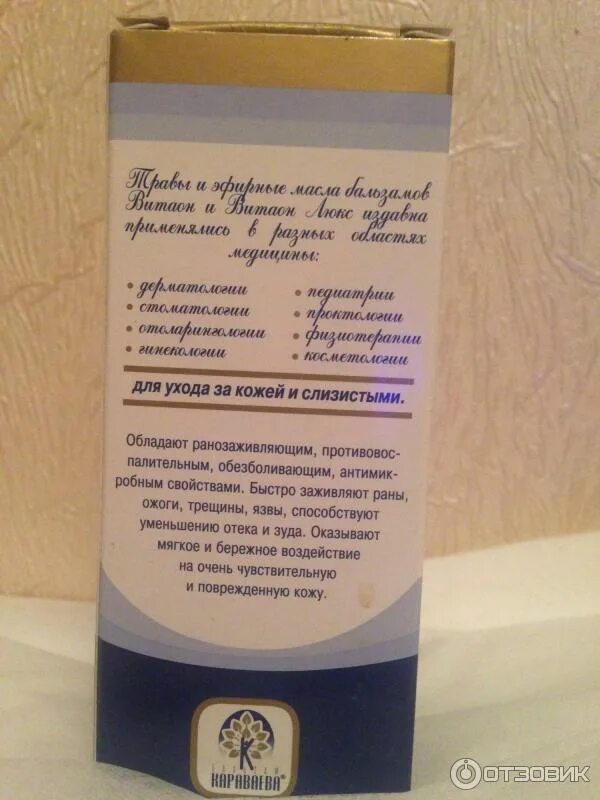 Травы и эфирные масла бальзамов
Витаон и Витаон Люкс издавна
применялись в разных областях
медицины:
• дерматологии
• стоматологии
• отоларингологии
• гинекологии
• педиатрии
• проктологии
• физиотерапии
• косметологии
для ухода за кожей и слизистыми.
Обладают ранозаживляющим, противовос-
палительным, обезболивающим, антимик-
робным свойствами. Быстро заживляют раны,
ожоги, трещины, язвы, способствуют
уменьшению отека и зуда. Оказывают
мягкое и бережное воздействие
на очень чувствительную
и поврежденную кожу.
К
КАРАВАЕВА®
ОТЗОВИК